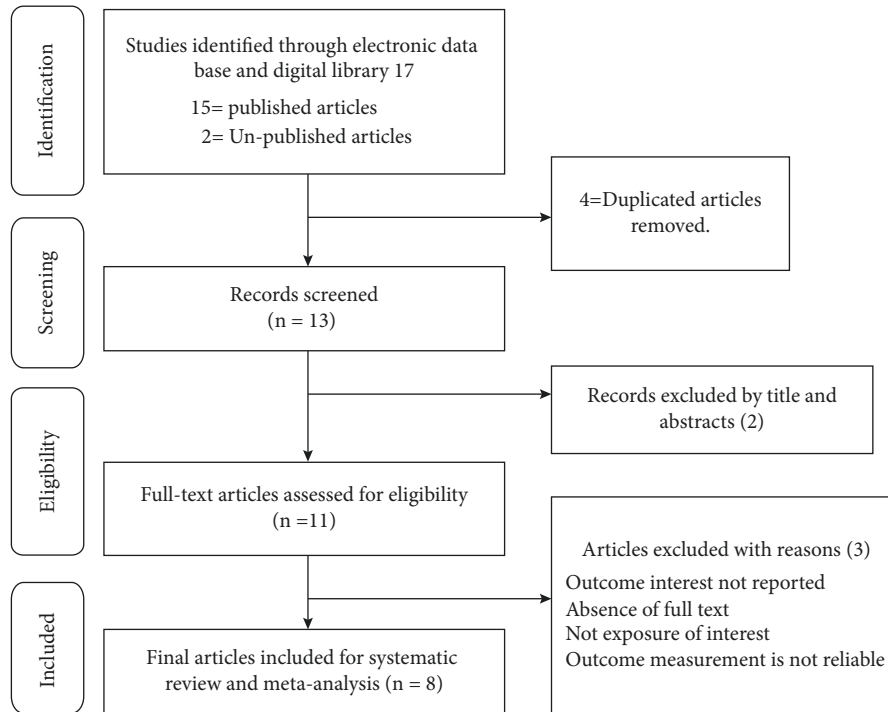 Identification
Studies identified through electronic data
base and digital library 17
15= published articles
2= Un-published articles
4=Duplicated articles
removed.
Screening
Records screened
(n = 13)
Records excluded by title and
abstracts (2)
Eligibility
Full-text articles assessed for eligibility
(n =11)
Articles excluded with reasons (3)
Outcome interest not reported
Absence of full text
Not exposure of interest
Outcome measurement is not reliable
Included
Final articles included for systematic
review and meta-analysis (n = 8)